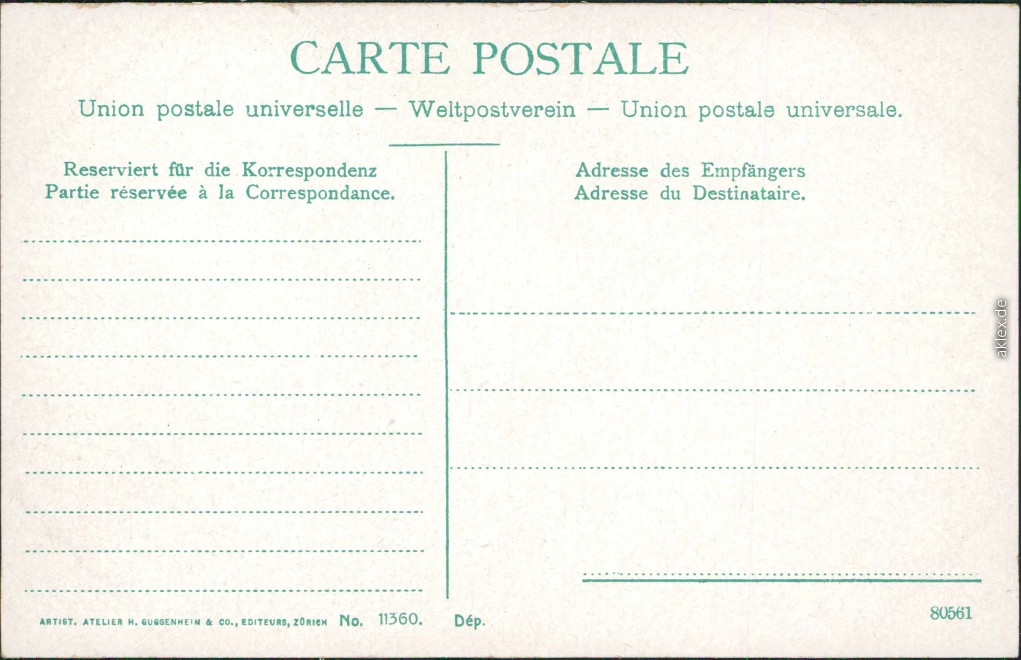 CARTE POSTALE
Union postale universelle — Weltpostverein — Union postale universale.
Reserviert für die Korrespondenz
Partie réservée à la Correspondance.
Adresse des Empfängers
Adresse du Destinataire.
ARTIST. ATELIER H. GUGGENHEIM & CO., EDITEURS, ZÜRICH No. 11360. Dép.
80561
aklex.de